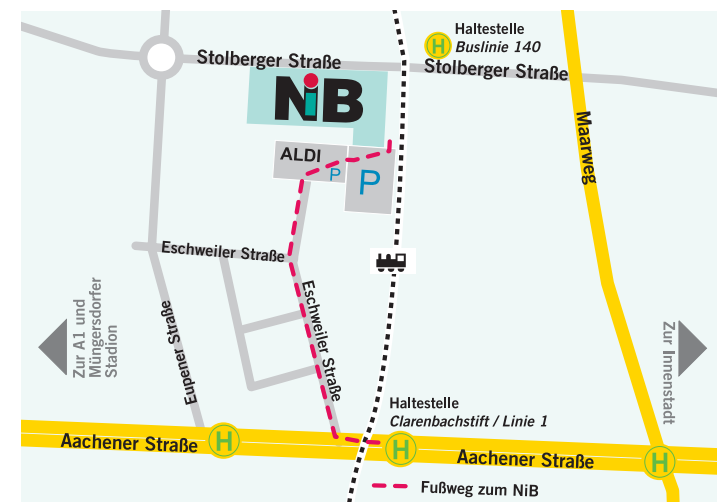 Haltestelle
Buslinie 140
H
Stolberger Straße
Stolberger Straße
NiB
Maarweg
ALDI
P
P
Eschweiler Straße
Eschweiler Straße
Eupener Straße
Zur A1 und
Müngersdorfer
Stadion
Zur Innenstadt
Haltestelle
Clarenbachstift / Linie 1
Aachener Straße
H
H
Aachener Straße
H
Fußweg zum NiB